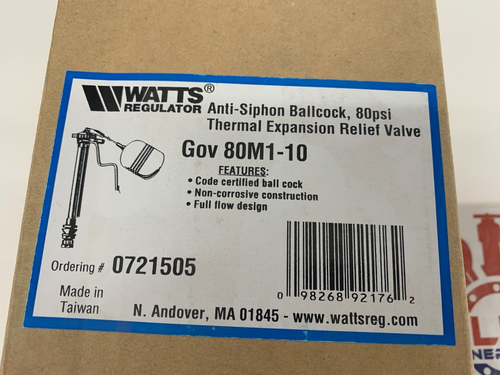 WATTS®
REGULATOR
Anti-Siphon Ballcock, 80psi
Thermal Expansion Relief Valve
Gov 80M1-10
FEATURES:
• Code certified ball cock
• Non-corrosive construction
• Full flow design
Ordering # 0721505
0 98268 92176 2
Made in
Taiwan
N. Andover, MA 01845 - www.wattsreg.com